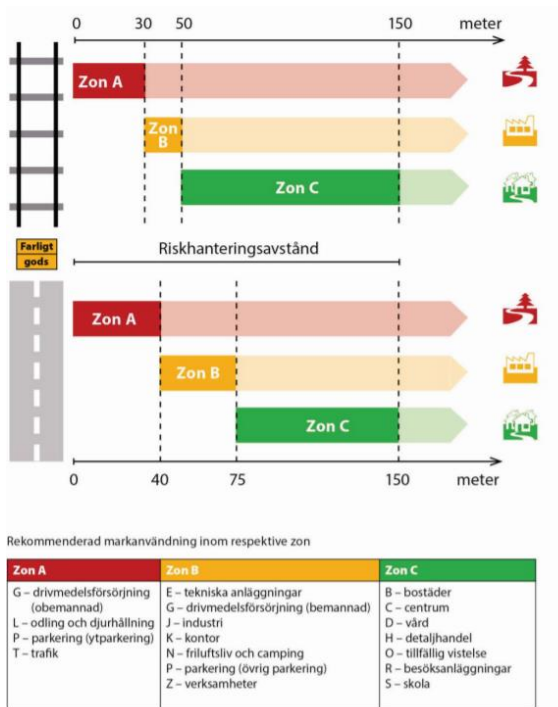 0 30 50 150 meter
Zon A
Zon
B
Zon C
Farligt
gods
Riskhanteringsavstånd
Zon A
Zon B
Zon C
0 40 75 150 meter
Rekommenderad markanvändning inom respektive zon
Zon A
G – drivmedelsförsörjning
(obemannad)
L – odling och djurhållning
P – parkering (ytparkering)
T – trafik
Zon B
E – tekniska anläggningar
G – drivmedelsförsörjning (bemannad)
J – industri
K – kontor
N – friluftsliv och camping
P – parkering (övrig parkering)
Z – verksamheter
Zon C
B – bostäder
C – centrum
D – vård
H – detaljhandel
O – tillfällig vistelse
R – besöksanläggningar
S – skola